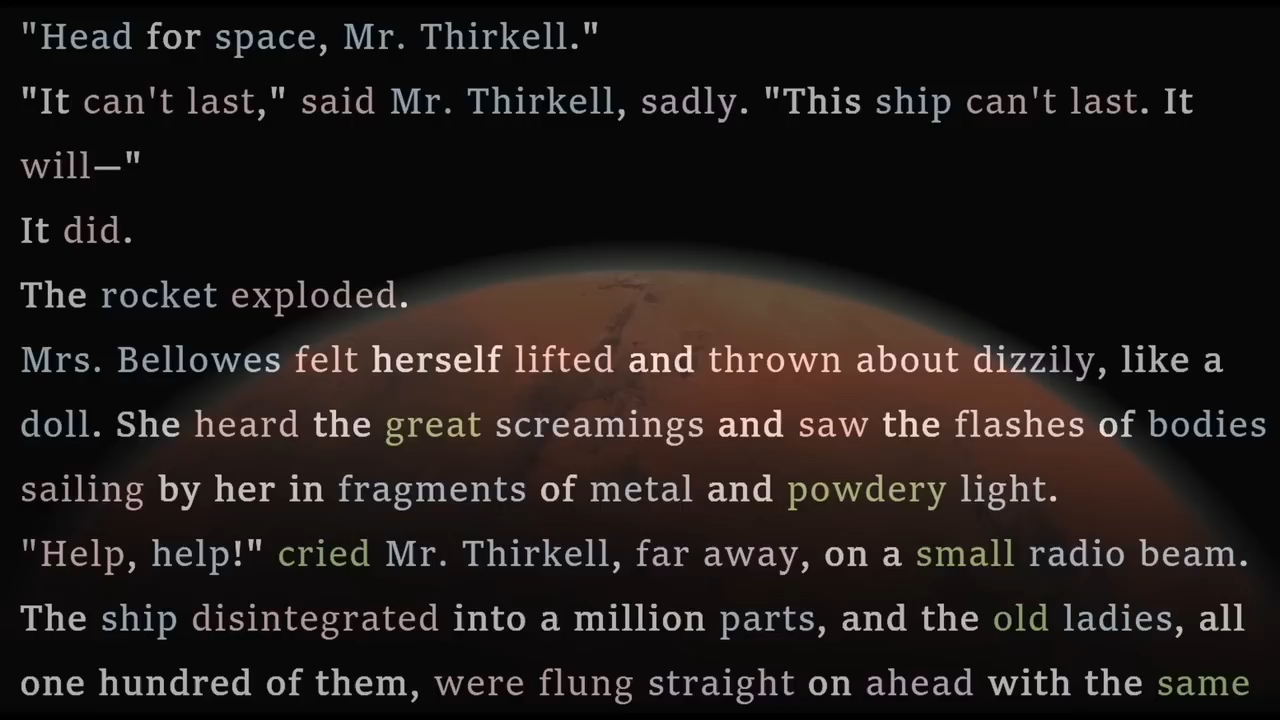 "Head for space, Mr. Thirkell."
"It can't last," said Mr. Thirkell, sadly. "This ship can't last. It
will—"
It did.
The rocket exploded.
Mrs. Bellowes felt herself lifted and thrown about dizzily, like a
doll. She heard the great screamings and saw the flashes of bodies
sailing by her in fragments of metal and powdery light.
"Help, help!" cried Mr. Thirkell, far away, on a small radio beam.
The ship disintegrated into a million parts, and the old ladies, all
one hundred of them, were flung straight on ahead with the same